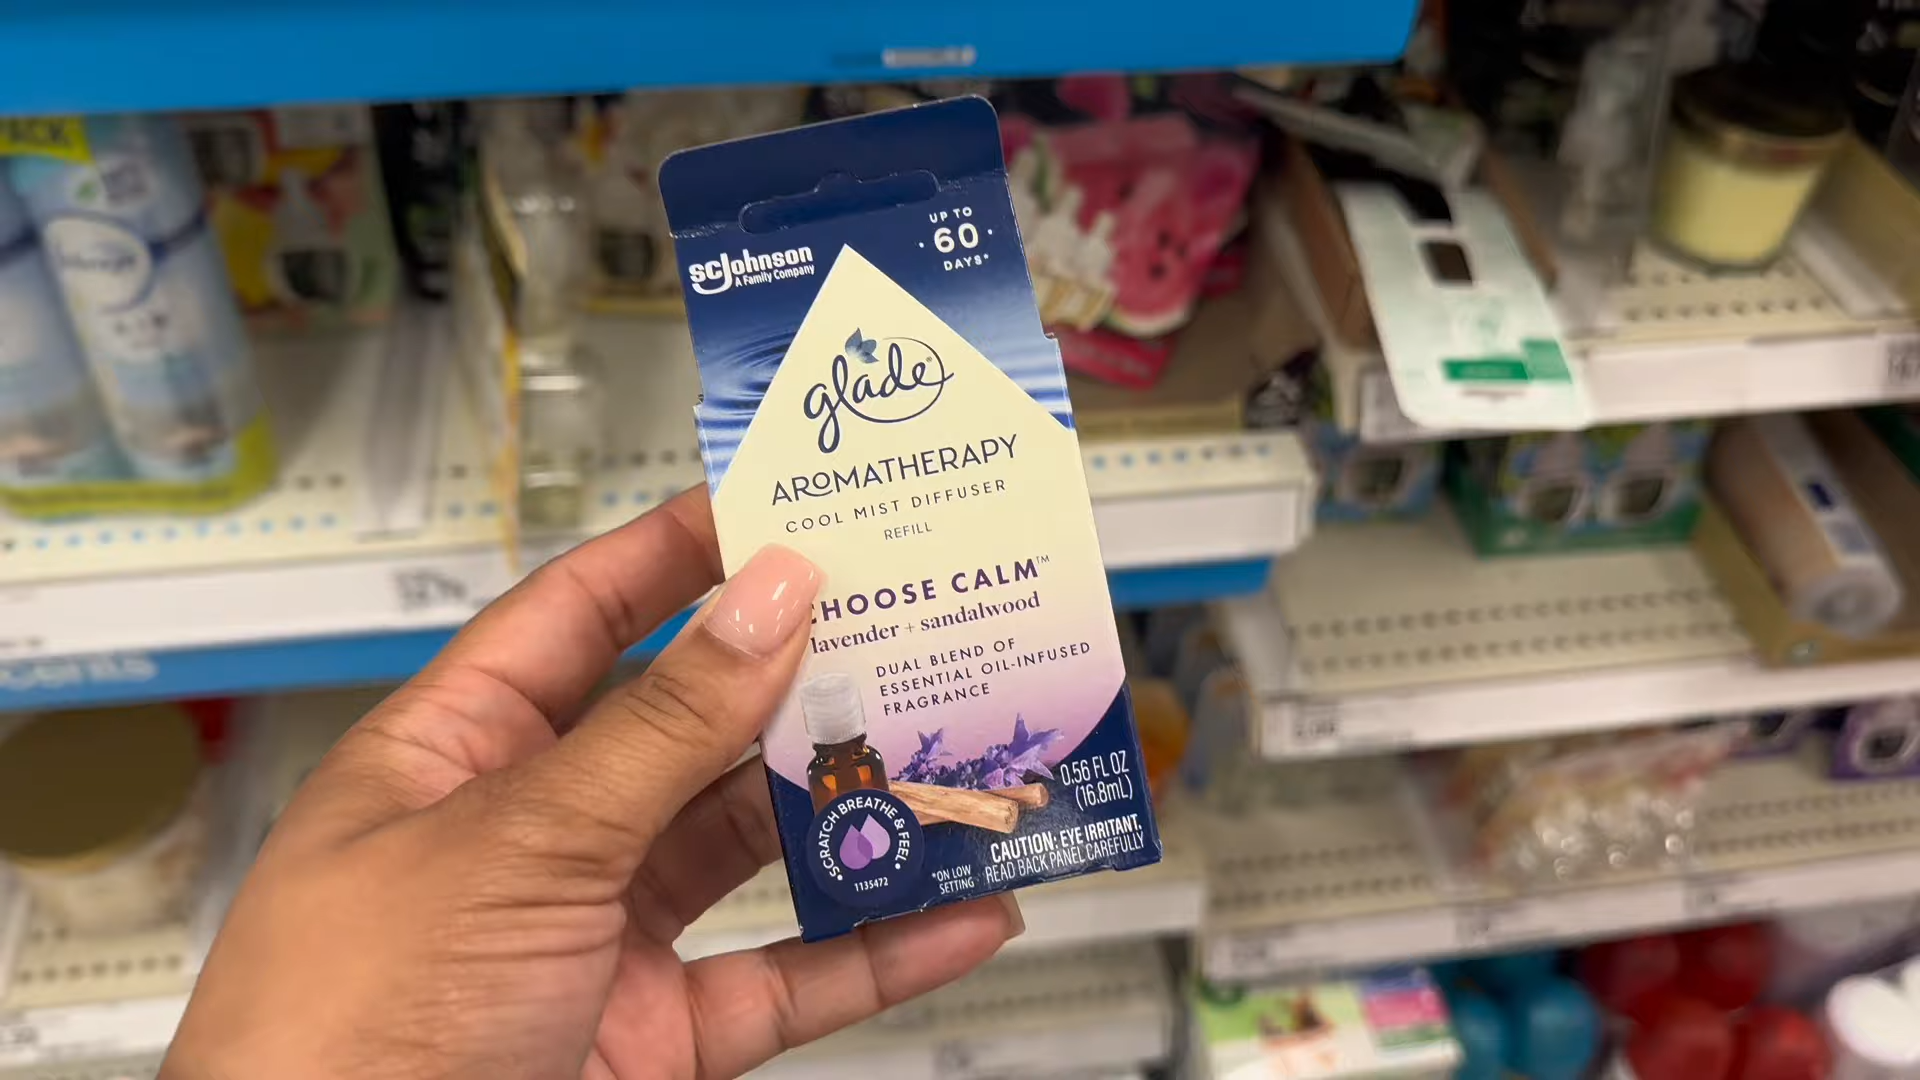 PACK
SCJohnson
A Family Company
UP TO
60
DAYS*
glade
AROMATHERAPY
COOL MIST DIFFUSER
REFILL
CHOOSE CALM™
lavender + sandalwood
DUAL BLEND OF
ESSENTIAL OIL-INFUSED
FRAGRANCE
0.56 FL OZ
(16.8mL)
SCRATCH BREATHE & FEEL
1135472
*ON LOW
SETTING
CAUTION: EYE IRRITANT.
READ BACK PANEL CAREFULLY